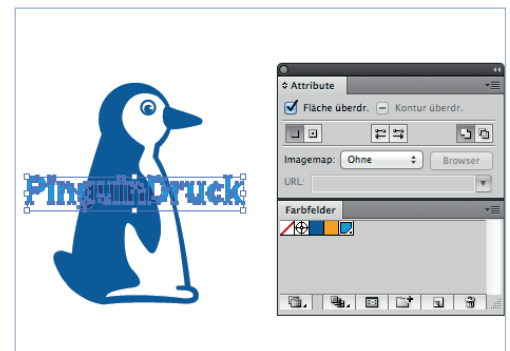 PinguinDruck
Attribute
Fläche überdr.
Kontur überdr.
Imagemap: Ohne
Browser
URL:
Farbfelder